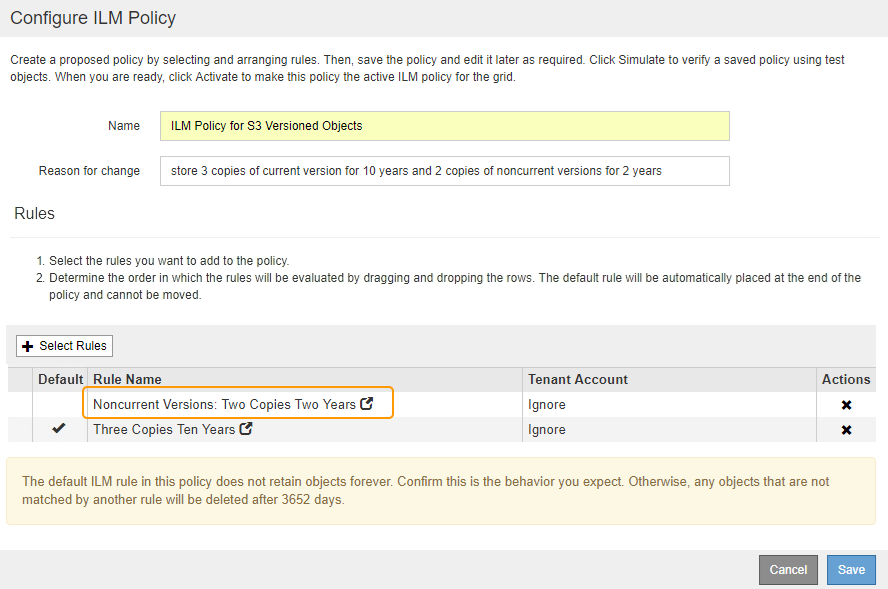 Configure ILM Policy
Create a proposed policy by selecting and arranging rules. Then, save the policy and edit it later as required. Click Simulate to verify a saved policy using test
objects. When you are ready, click Activate to make this policy the active ILM policy for the grid.
Name
ILM Policy for S3 Versioned Objects
Reason for change
store 3 copies of current version for 10 years and 2 copies of noncurrent versions for 2 years
Rules
1. Select the rules you want to add to the policy.
2. Determine the order in which the rules will be evaluated by dragging and dropping the rows. The default rule will be automatically placed at the end of the
policy and cannot be moved.
Select Rules
Default Rule Name Tenant Account Actions
Noncurrent Versions: Two Copies Two Years Ignore
Three Copies Ten Years Ignore
The default ILM rule in this policy does not retain objects forever. Confirm this is the behavior you expect. Otherwise, any objects that are not
matched by another rule will be deleted after 3652 days.
Cancel Save